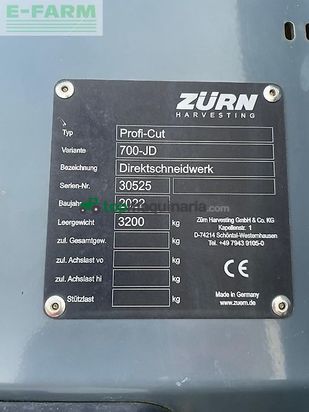 E-FARM
ZÜRN
HARVESTING
Typ Profi-Cut
Variante 700-JD
Bezeichnung Direktschneidwerk
Serien-Nr. 30525
Baujahr 2022
Leergewicht 3200 kg
zul. Gesamtgew. kg
zul. Achslast vo kg
zul. Achslast hi kg
Stützlast kg
Zürn Harvesting GmbH & Co. KG
Kapellenstr. 1
D-74214 Schöntal-Westernhausen
Tel. +49 7943 9105-0
CE
Made in Germany
www.zuern.de
topmaquinaria.com